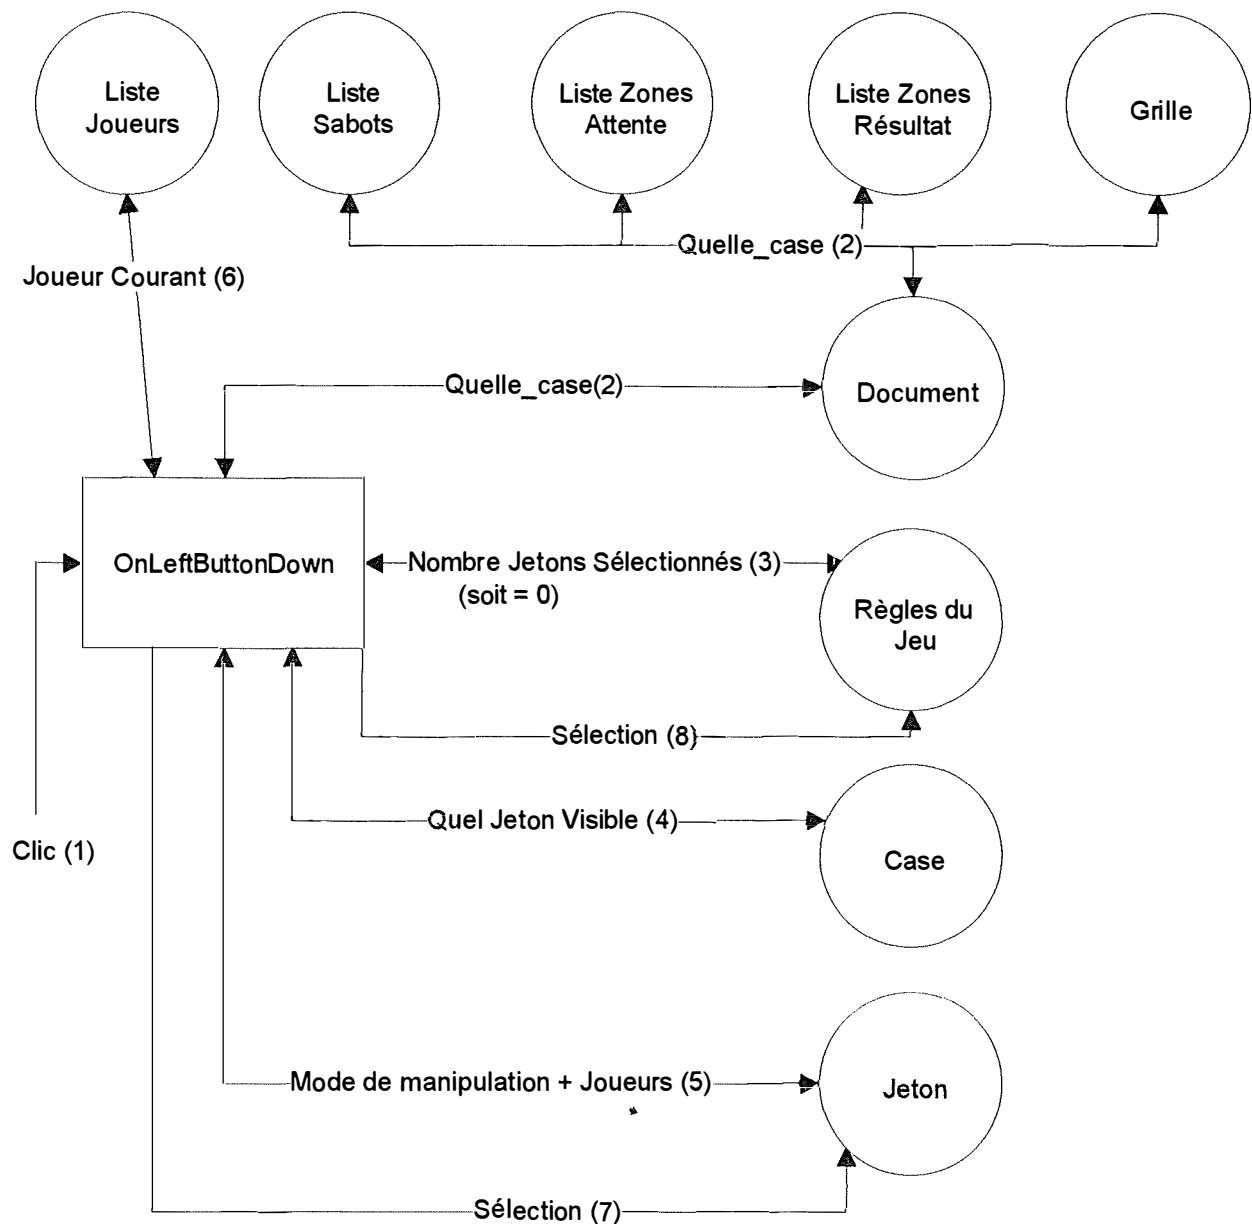 Liste
Joueurs
Liste
Sabots
Liste Zones
Attente
Liste Zones
Résultat
Grille
Quelle_case (2)
Joueur Courant (6)
Quelle_case(2)
Document
OnLeftButtonDown
Nombre Jetons Sélectionnés (3)
(soit = 0)
Règles du
Jeu
Sélection (8)
Quel Jeton Visible (4)
Clic (1)
Case
Mode de manipulation + Joueurs (5)
Jeton
Sélection (7)